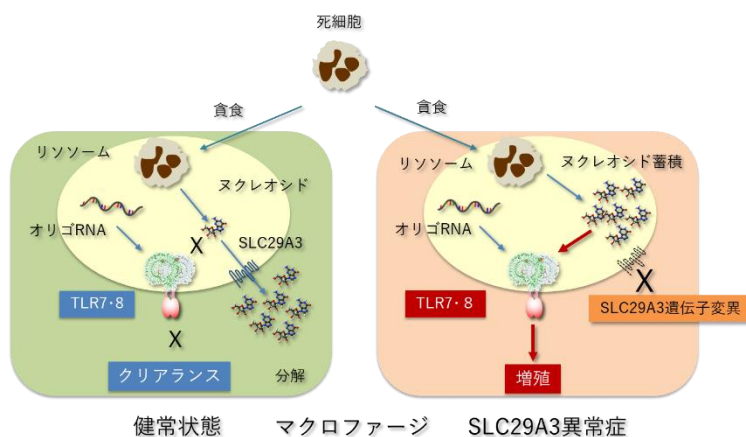 死細胞
貪食
貪食
リソソーム
ヌクレオシド
オリゴRNA
X
SLC29A3
TLR7・8
X
クリアランス
分解
リソソーム
ヌクレオシド蓄積
オリゴRNA
X
TLR7・8
SLC29A3遺伝子変異
増殖
健常状態
マクロファージ
SLC29A3異常症